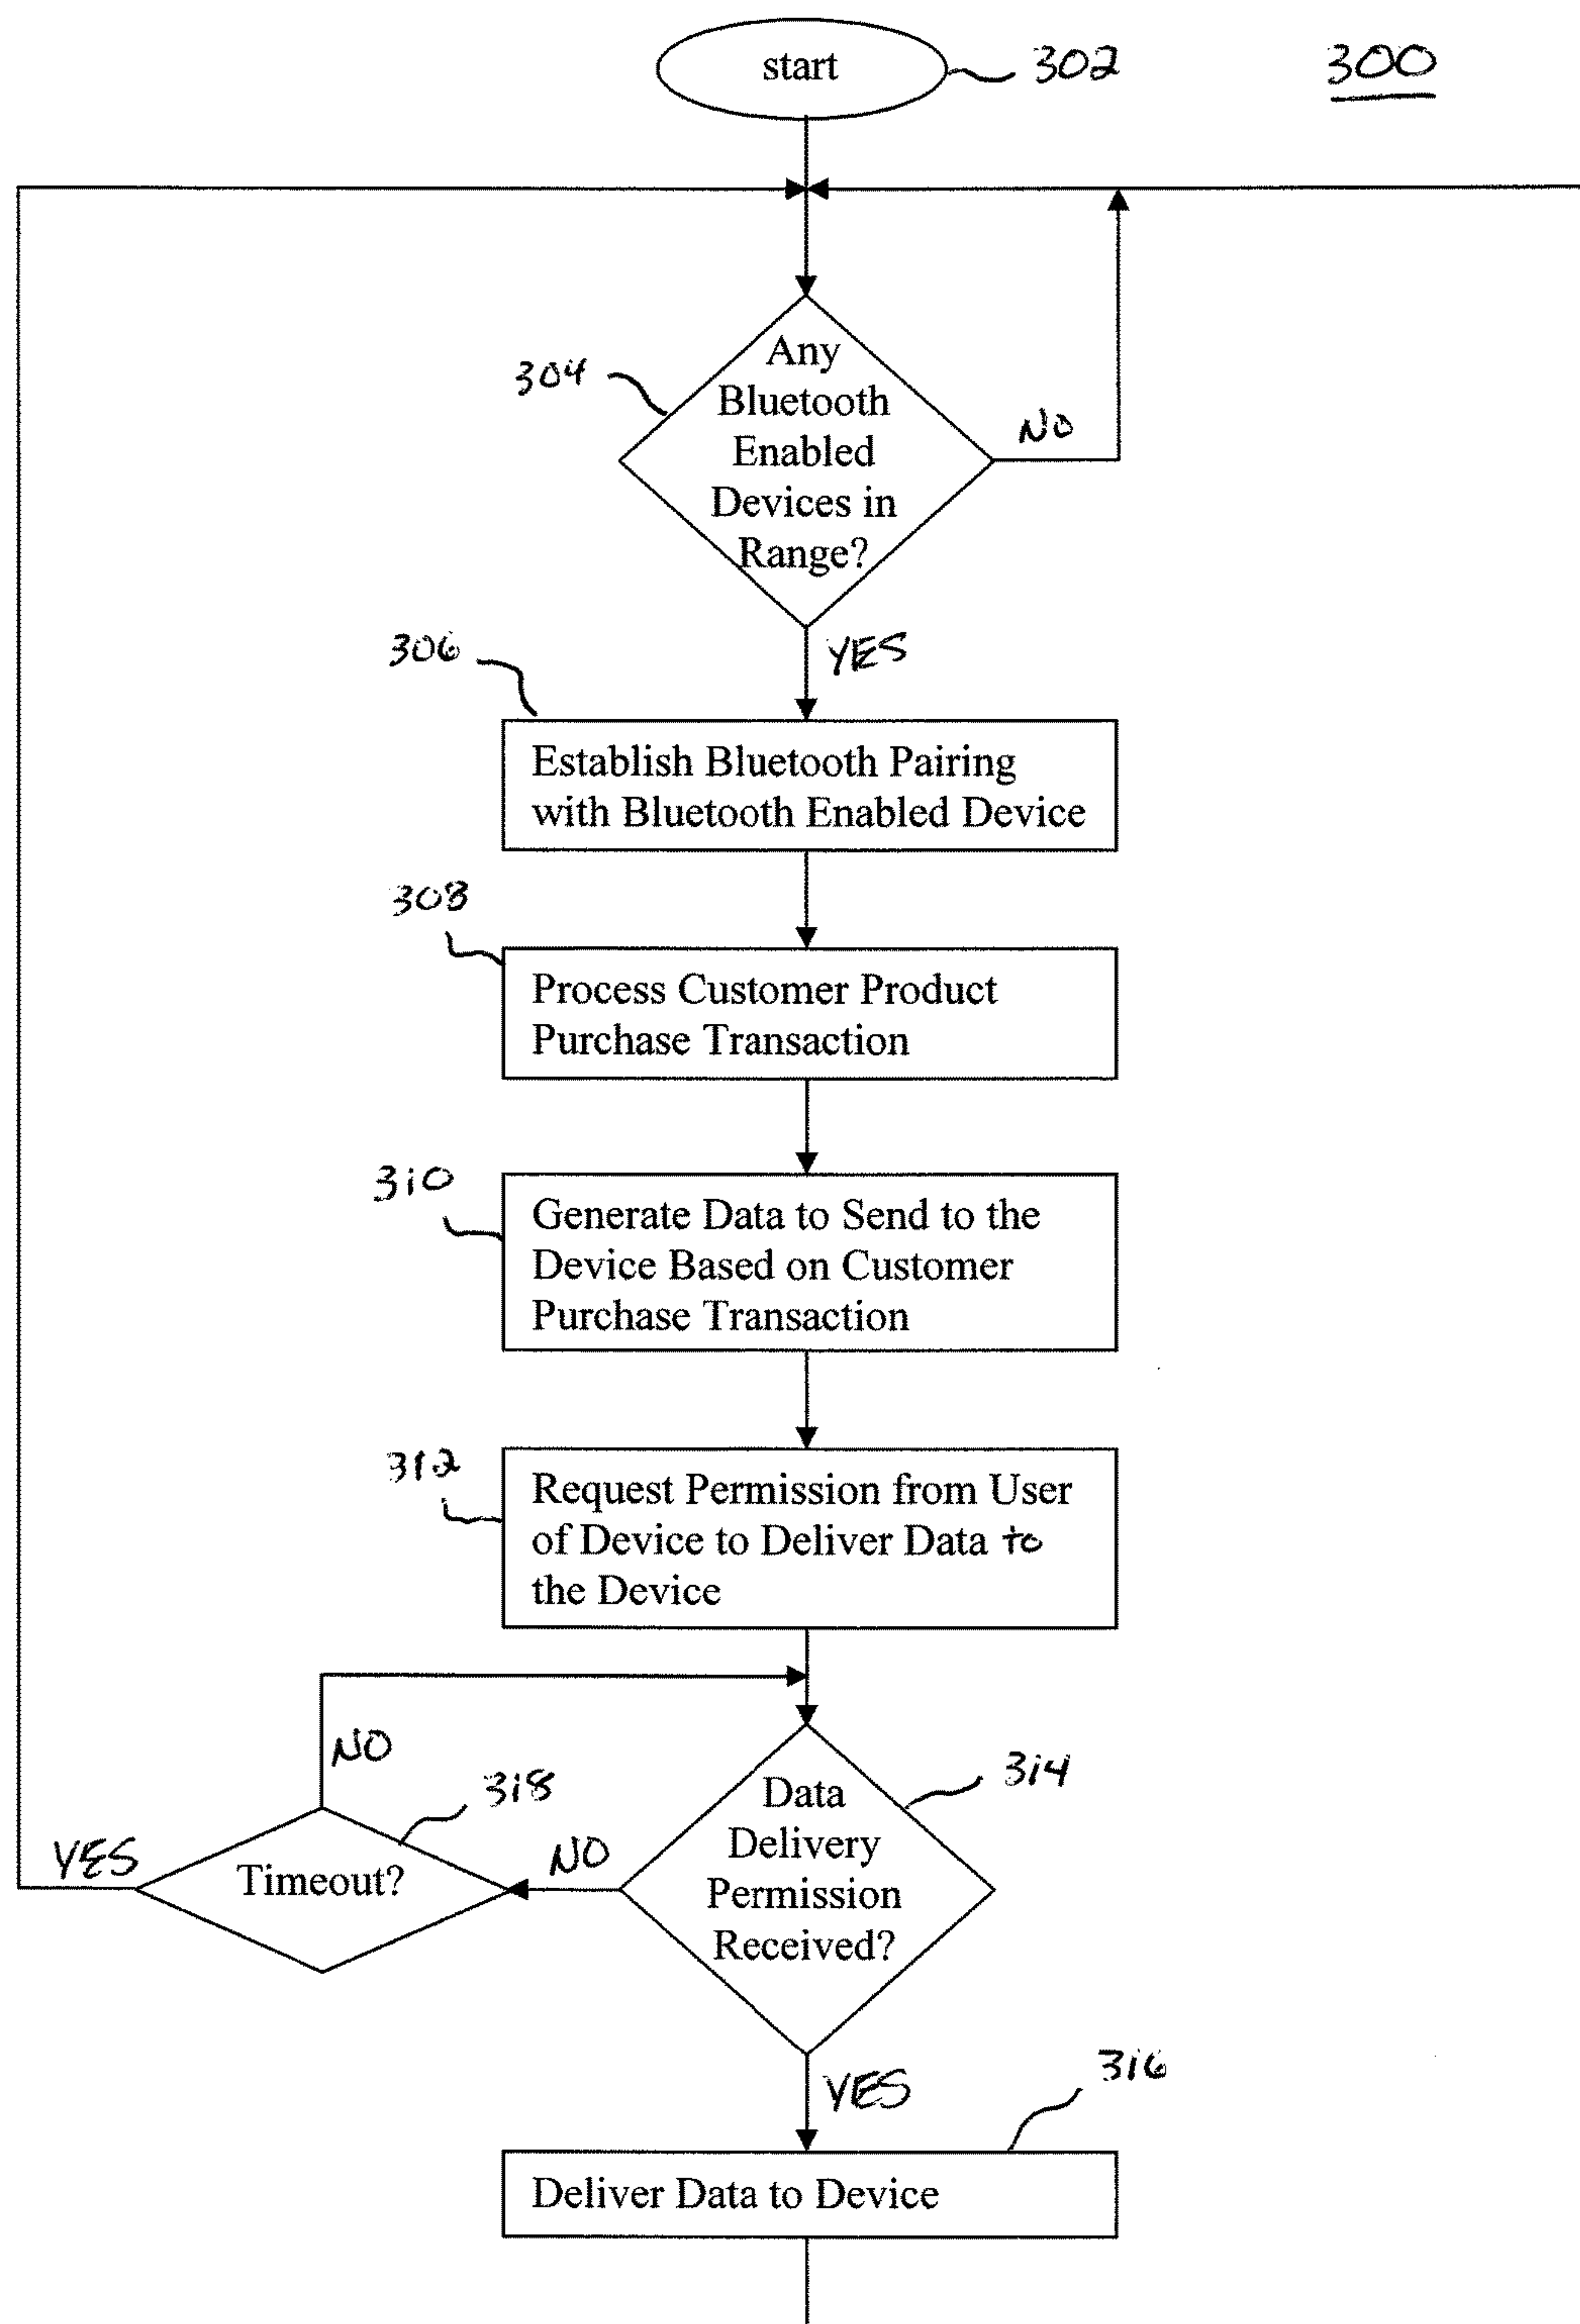 start
302
300
304
Any
Bluetooth
Enabled
Devices in
Range?
NO
306
YES
Establish Bluetooth Pairing
with Bluetooth Enabled Device
308
Process Customer Product
Purchase Transaction
310
Generate Data to Send to the
Device Based on Customer
Purchase Transaction
312
Request Permission from User
of Device to Deliver Data to
the Device
NO
318
314
Data
Delivery
Permission
Received?
YES
Timeout?
NO
YES
316
Deliver Data to Device